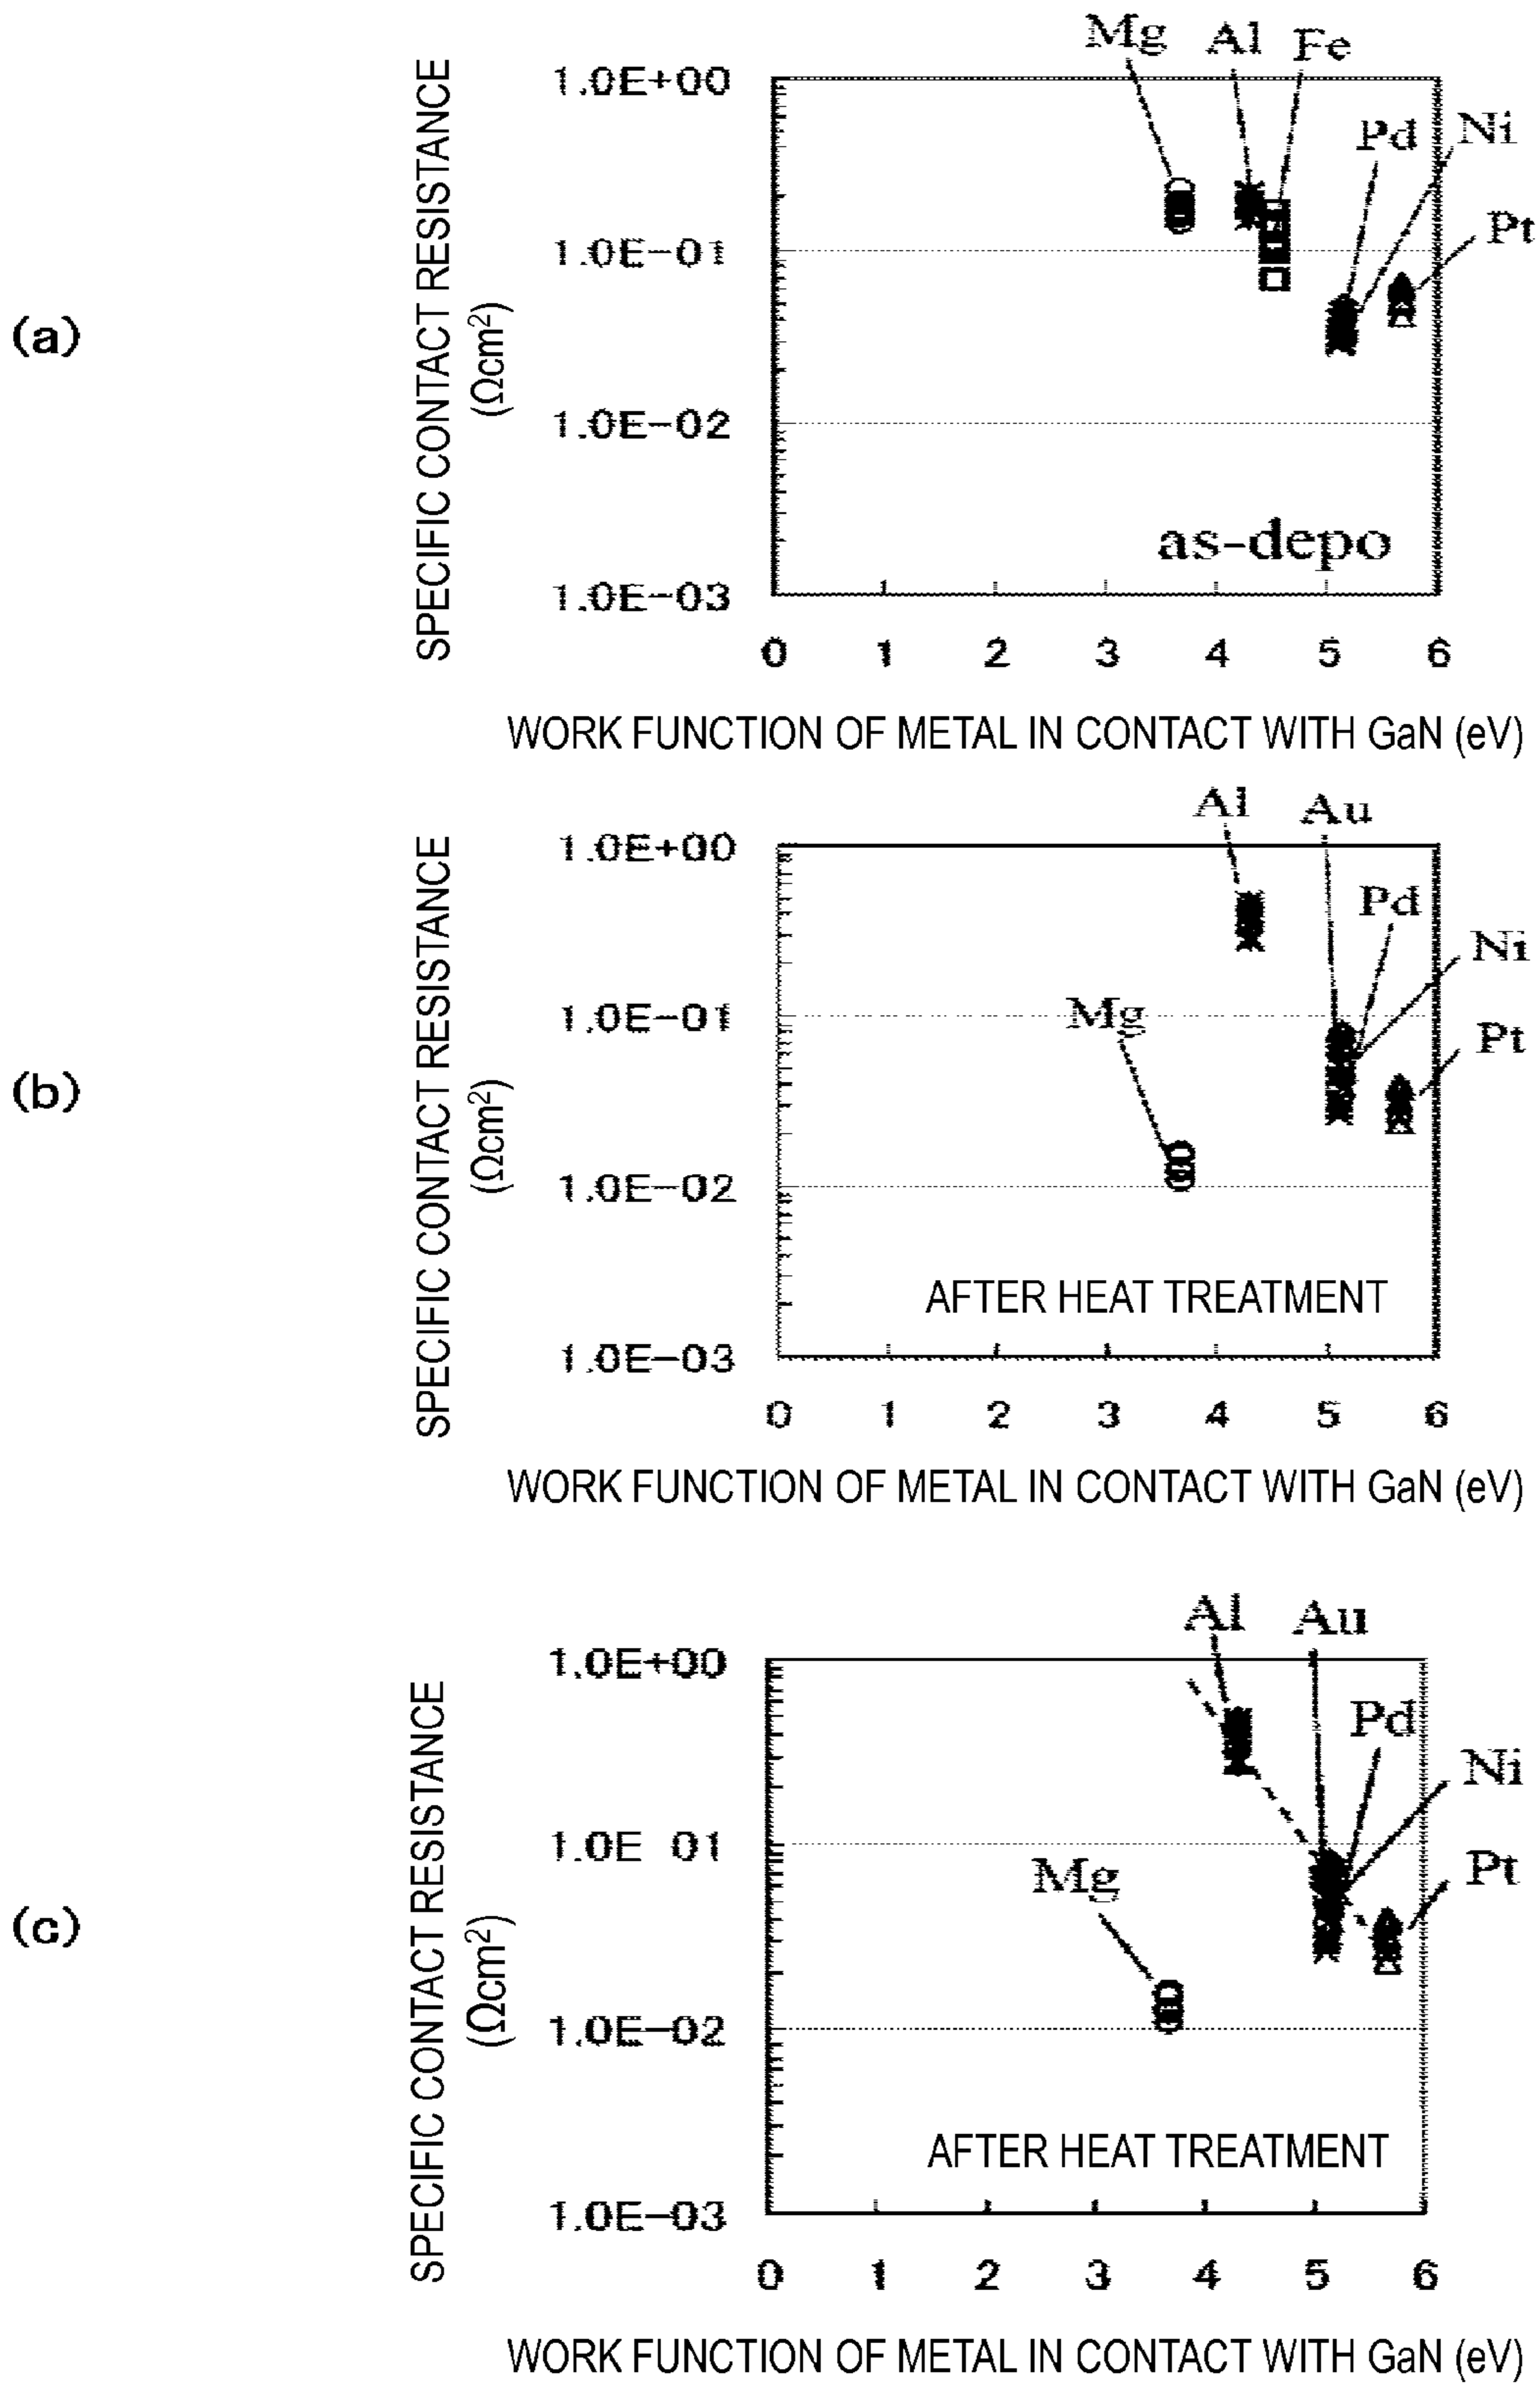 (a)
SPECIFIC CONTACT RESISTANCE
(Ωcm²)
Mg Al Fe
Pd Ni
Pt
1.0E+00
1.0E-01
1.0E-02
1.0E-03
as-depo
0 1 2 3 4 5 6
WORK FUNCTION OF METAL IN CONTACT WITH GaN (eV)
(b)
SPECIFIC CONTACT RESISTANCE
(Ωcm²)
Al Au
Pd
Ni
Mg
Pt
1.0E+00
1.0E-01
1.0E-02
1.0E-03
AFTER HEAT TREATMENT
0 1 2 3 4 5 6
WORK FUNCTION OF METAL IN CONTACT WITH GaN (eV)
(c)
SPECIFIC CONTACT RESISTANCE
(Ωcm²)
Al Au
Pd
Ni
Mg
Pt
1.0E+00
1.0E 01
1.0E-02
1.0E-03
AFTER HEAT TREATMENT
0 1 2 3 4 5 6
WORK FUNCTION OF METAL IN CONTACT WITH GaN (eV)